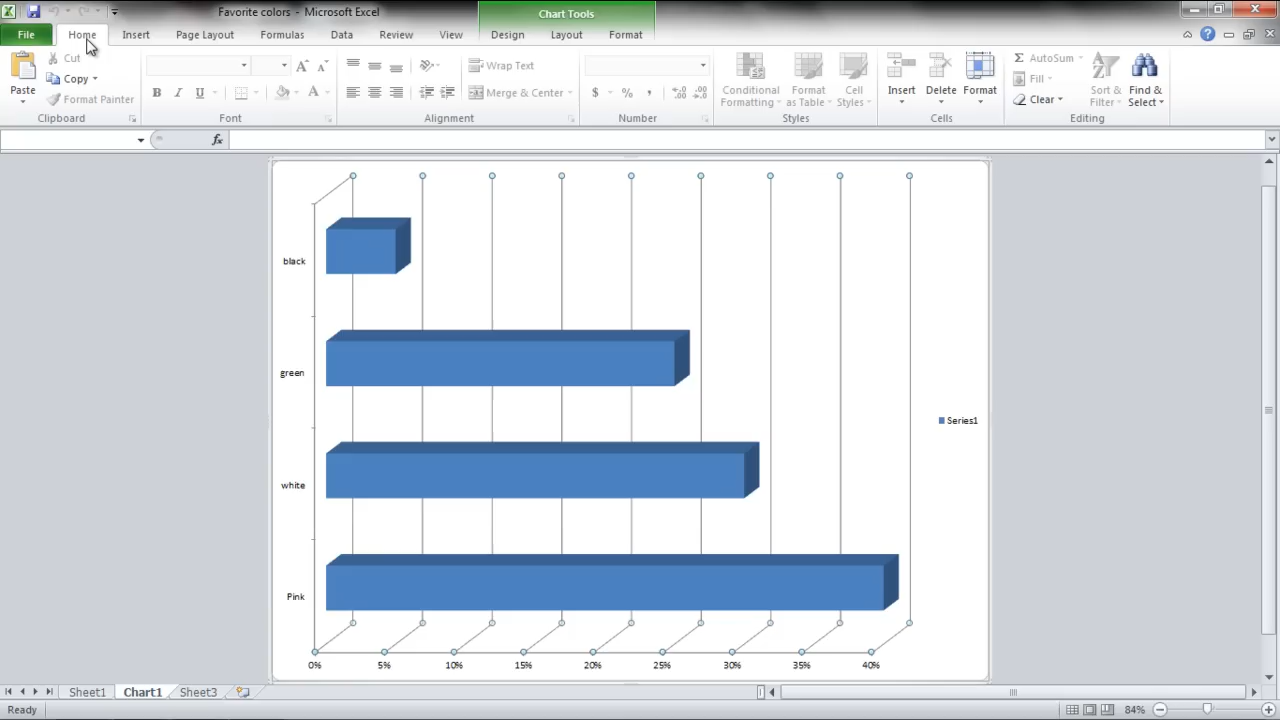 Favorite colors - Microsoft Excel
Chart Tools
File Home Insert Page Layout Formulas Data Review View Design Layout Format
Paste
Cut
Copy
Format Painter
Clipboard
B I U A A A
Font
Wrap Text
Merge & Center
Alignment
$ % , .00 .0
Number
Conditional Formatting
Format as Table
Cell Styles
Styles
Insert
Delete
Format
Cells
Σ AutoSum
Fill
Clear
Sort & Filter
Find & Select
Editing
fx
black
green
white
Pink
Series1
0% 5% 10% 15% 20% 25% 30% 35% 40%
Sheet1 Chart1 Sheet3
Ready
84%